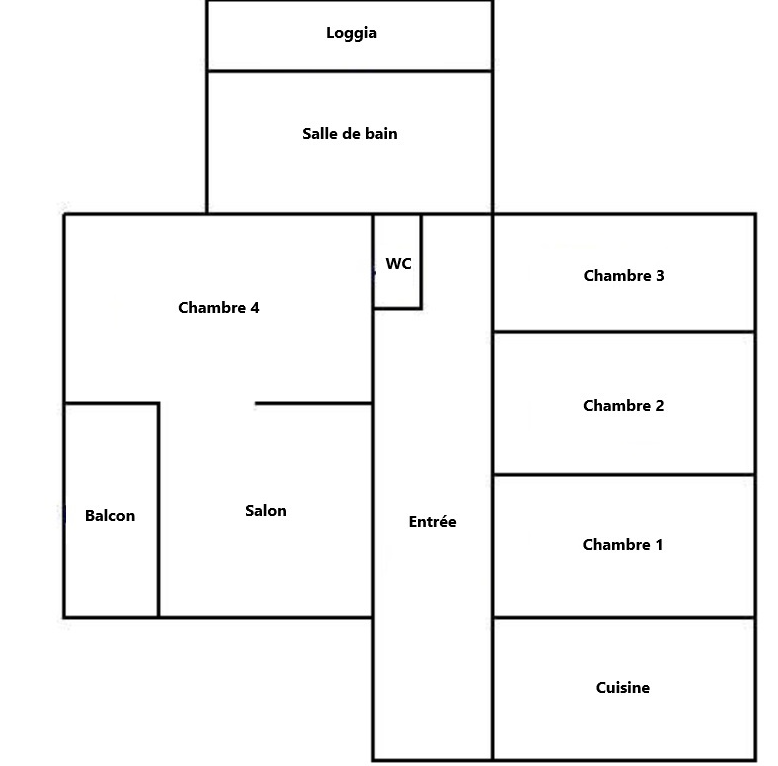 Loggia
Salle de bain
WC
Chambre 3
Chambre 4
Chambre 2
Salon
Balcon
Entrée
Chambre 1
Cuisine